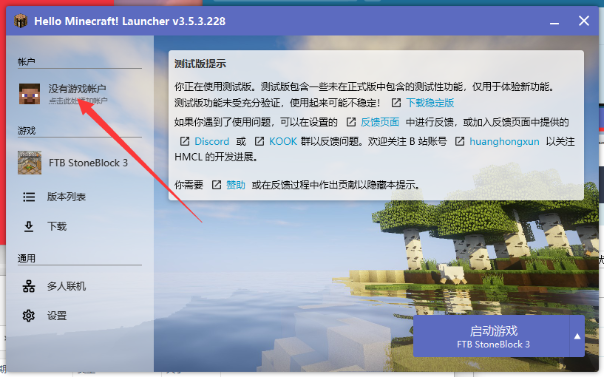 Hello Minecraft! Launcher v3.5.3.228
帐户
没有游戏帐户
点击此处添加帐户
游戏
FTB StoneBlock 3
版本列表
下载
通用
多人联机
设置
测试版提示
你正在使用测试版。测试版包含一些未在正式版中包含的测试性功能，仅用于体验新功能。
测试版功能未受充分验证，使用起来可能不稳定！ 下载稳定版
如果你遇到了使用问题，可以在设置的 反馈页面 中进行反馈，或加入反馈页面中提供的
Discord 或 KOOK 群以反馈问题。欢迎关注 B 站账号 huanghongxun 以关注
HMCL 的开发进展。
你需要 赞助 或在反馈过程中作出贡献以隐藏本提示。
启动游戏
FTB StoneBlock 3